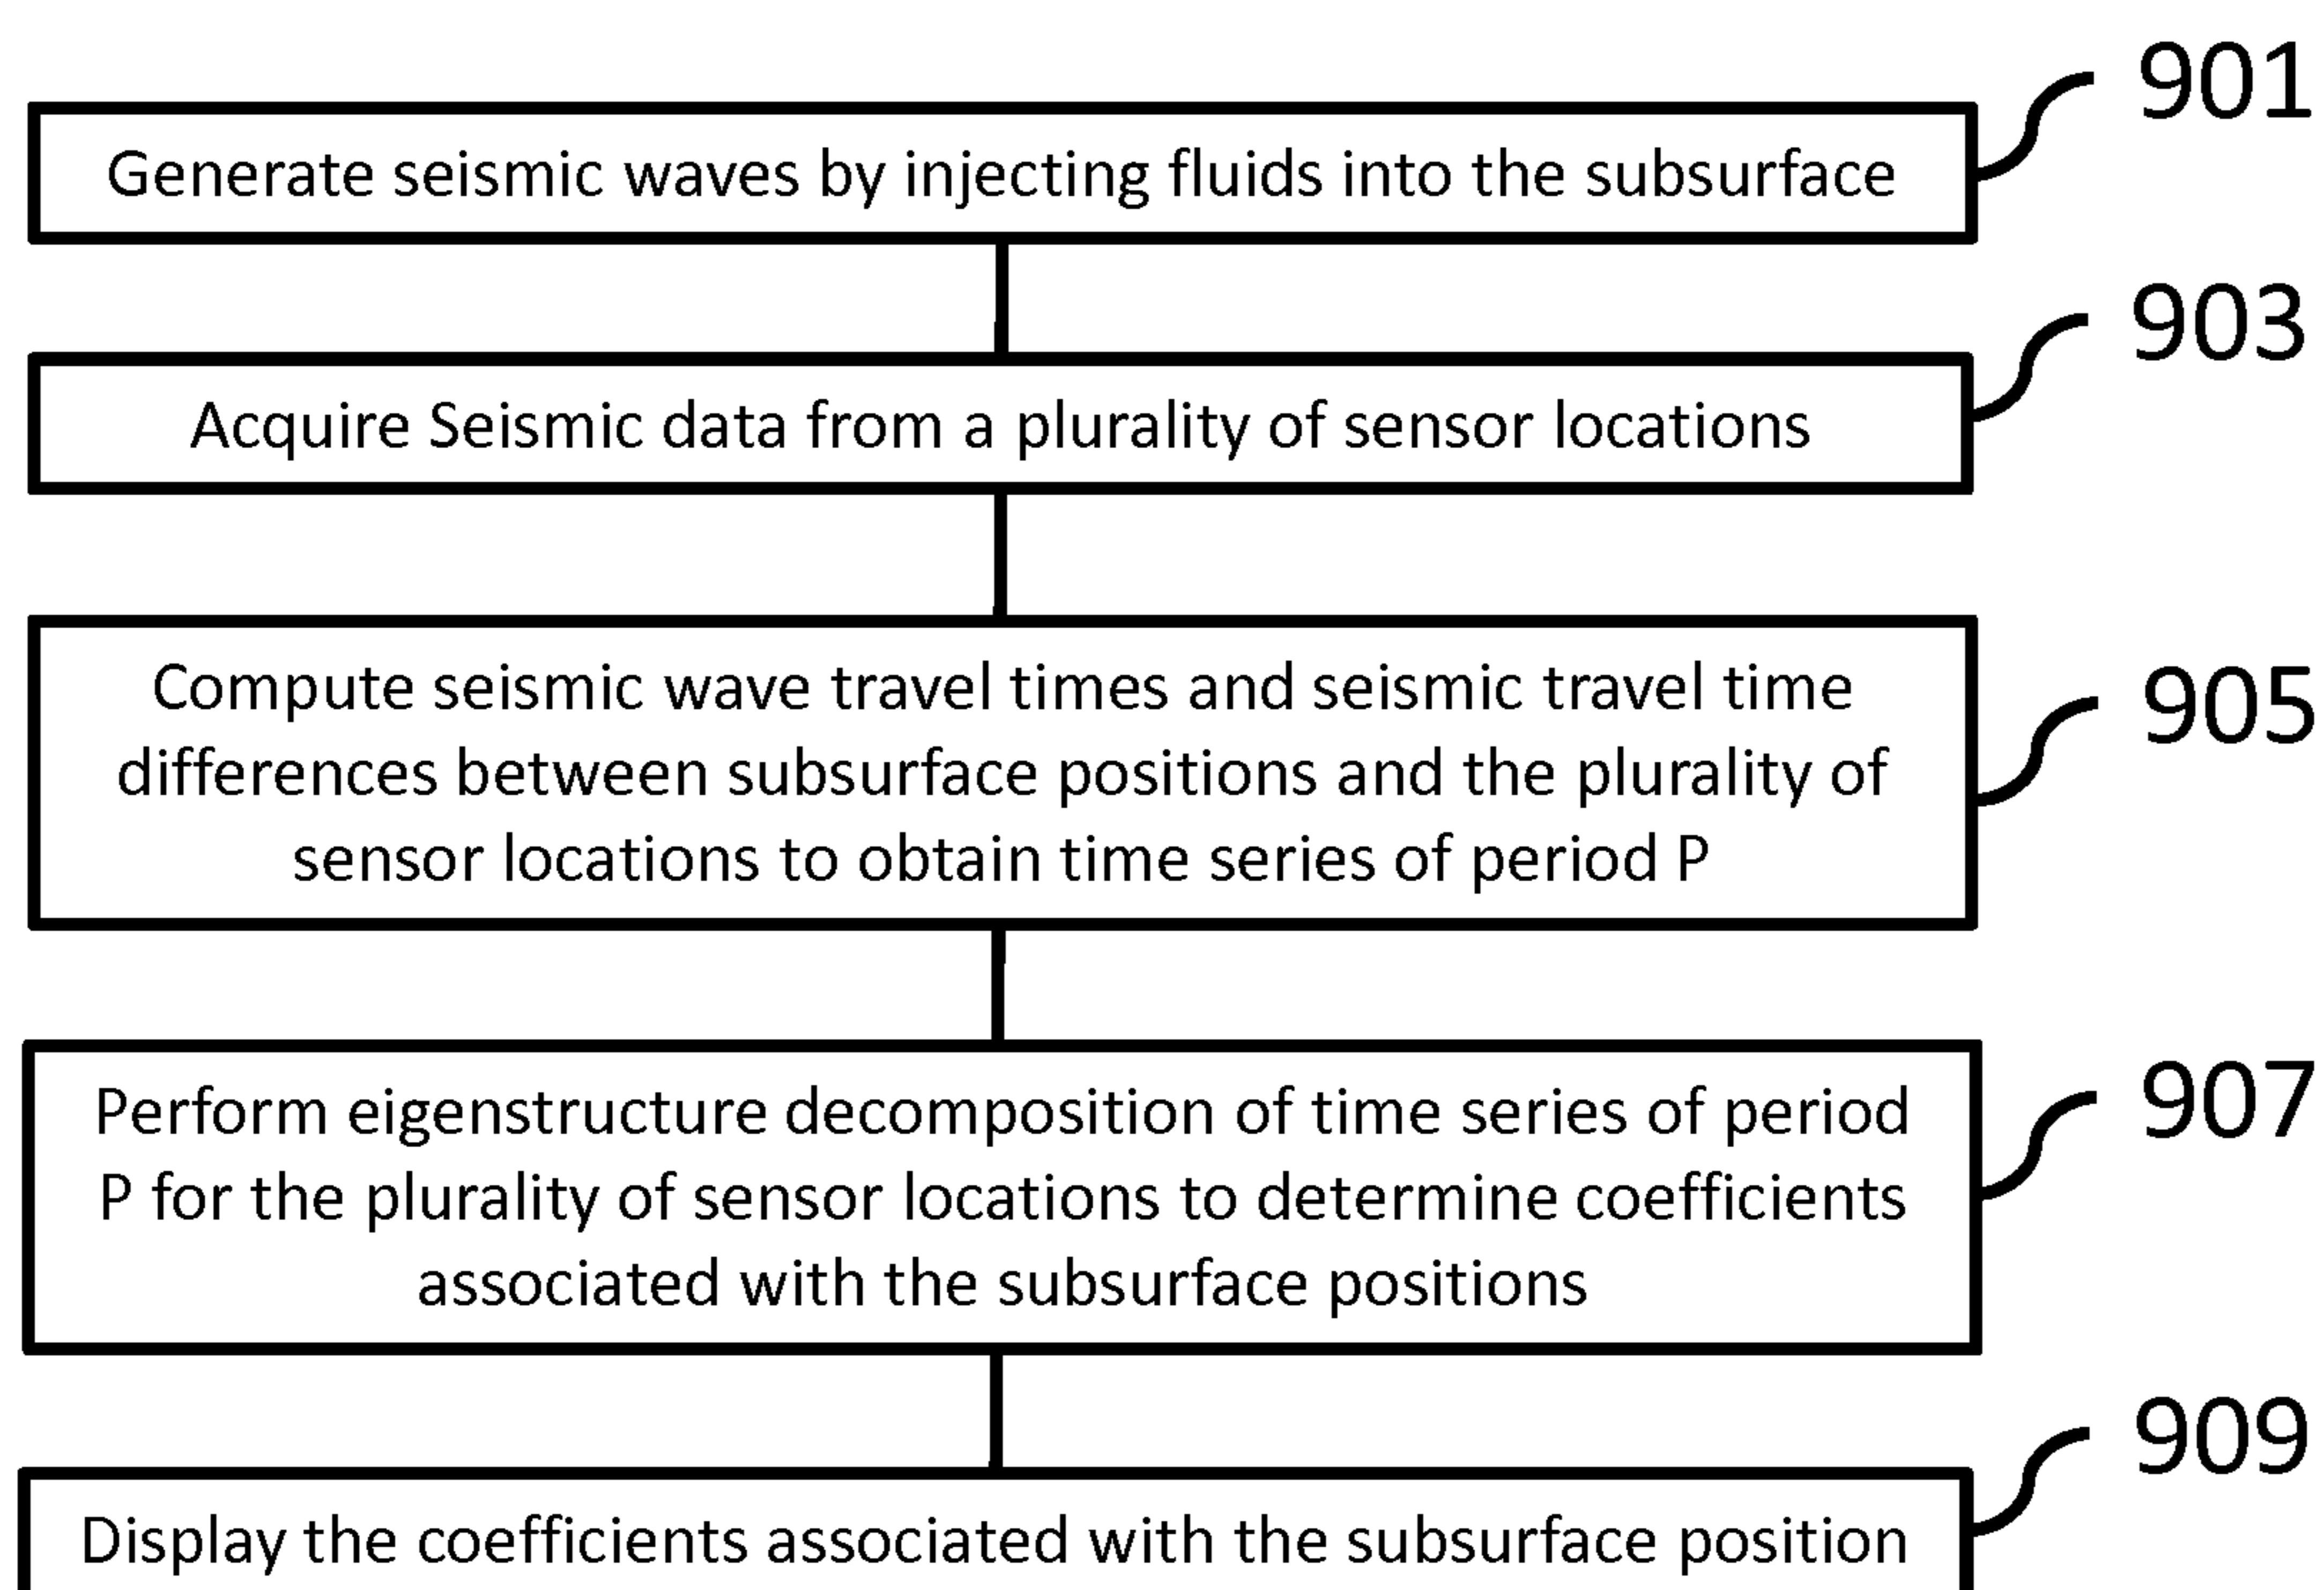 901
Generate seismic waves by injecting fluids into the subsurface
903
Acquire Seismic data from a plurality of sensor locations
905
Compute seismic wave travel times and seismic travel time
differences between subsurface positions and the plurality of
sensor locations to obtain time series of period P
907
Perform eigenstructure decomposition of time series of period
P for the plurality of sensor locations to determine coefficients
associated with the subsurface positions
909
Display the coefficients associated with the subsurface position